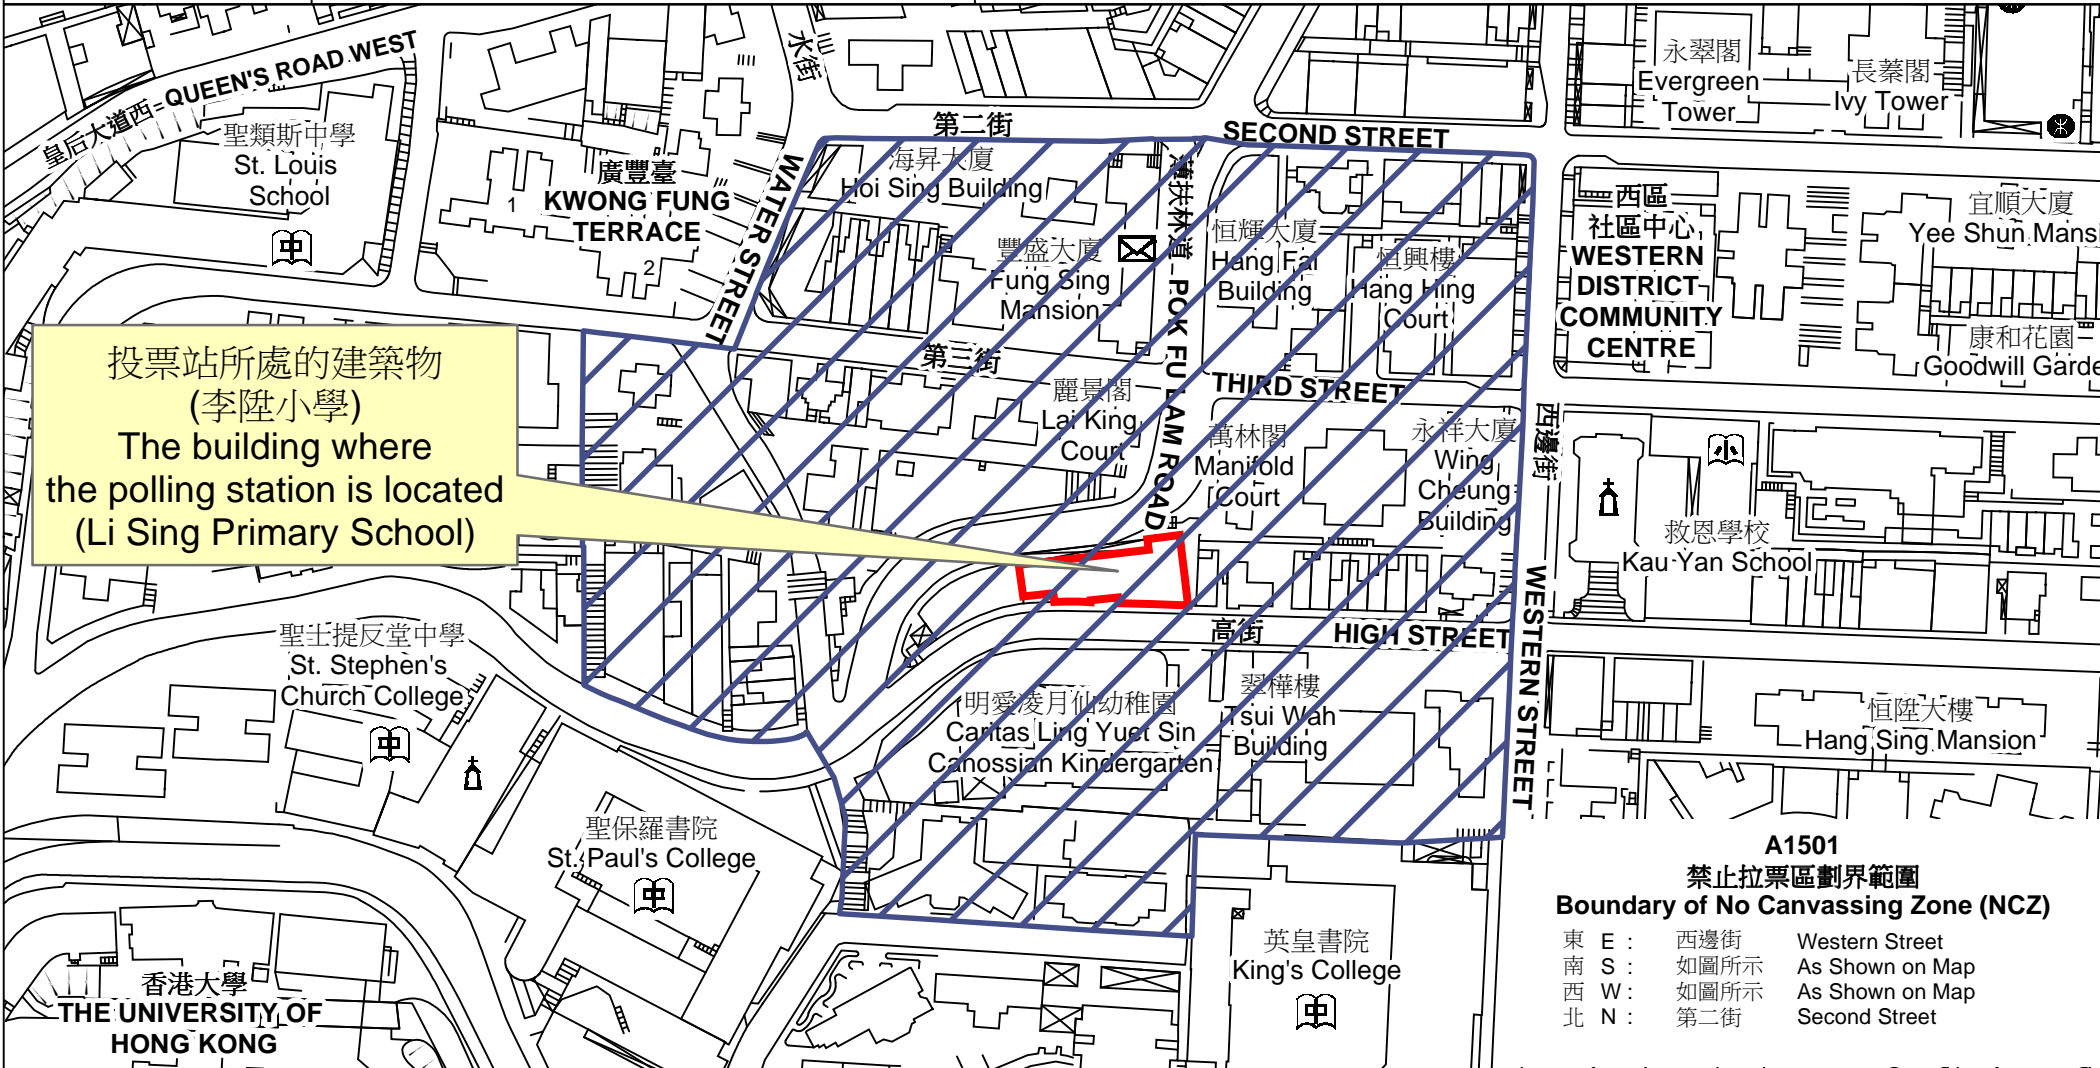 皇后大道西 QUEEN'S ROAD WEST
水街
WATER STREET
第二街
SECOND STREET
永翠閣
Evergreen
Tower
長蓁閣
Ivy Tower
聖類斯中學
St. Louis
School
中
廣豐臺
KWONG FUNG
TERRACE
1
2
海昇大廈
Hoi Sing Building
豐盛大廈
Fung Sing
Mansion
薄扶林道 POK FU LAM ROAD
恒輝大廈
Hang Fai
Building
恒興樓
Hang Hing
Court
西區
社區中心
WESTERN
DISTRICT
COMMUNITY
CENTRE
宜順大廈
Yee Shun Mansi
康和花園
Goodwill Garde
投票站所處的建築物
(李陞小學)
The building where
the polling station is located
(Li Sing Primary School)
第三街
THIRD STREET
麗景閣
Lai King
Court
萬林閣
Manifold
Court
永祥大廈
Wing
Cheung
Building
西邊街
WESTERN STREET
小
救恩學校
Kau Yan School
高街
HIGH STREET
聖士提反堂中學
St. Stephen's
Church College
中
明愛凌月仙幼稚園
Caritas Ling Yuet Sin
Canossian Kindergarten
翠樺樓
Tsui Wah
Building
恒陞大樓
Hang Sing Mansion
聖保羅書院
St. Paul's College
中
英皇書院
King's College
中
香港大學
THE UNIVERSITY OF
HONG KONG
A1501
禁止拉票區劃界範圍
Boundary of No Canvassing Zone (NCZ)
東 E : 西邊街 Western Street
南 S : 如圖所示 As Shown on Map
西 W : 如圖所示 As Shown on Map
北 N : 第二街 Second Street